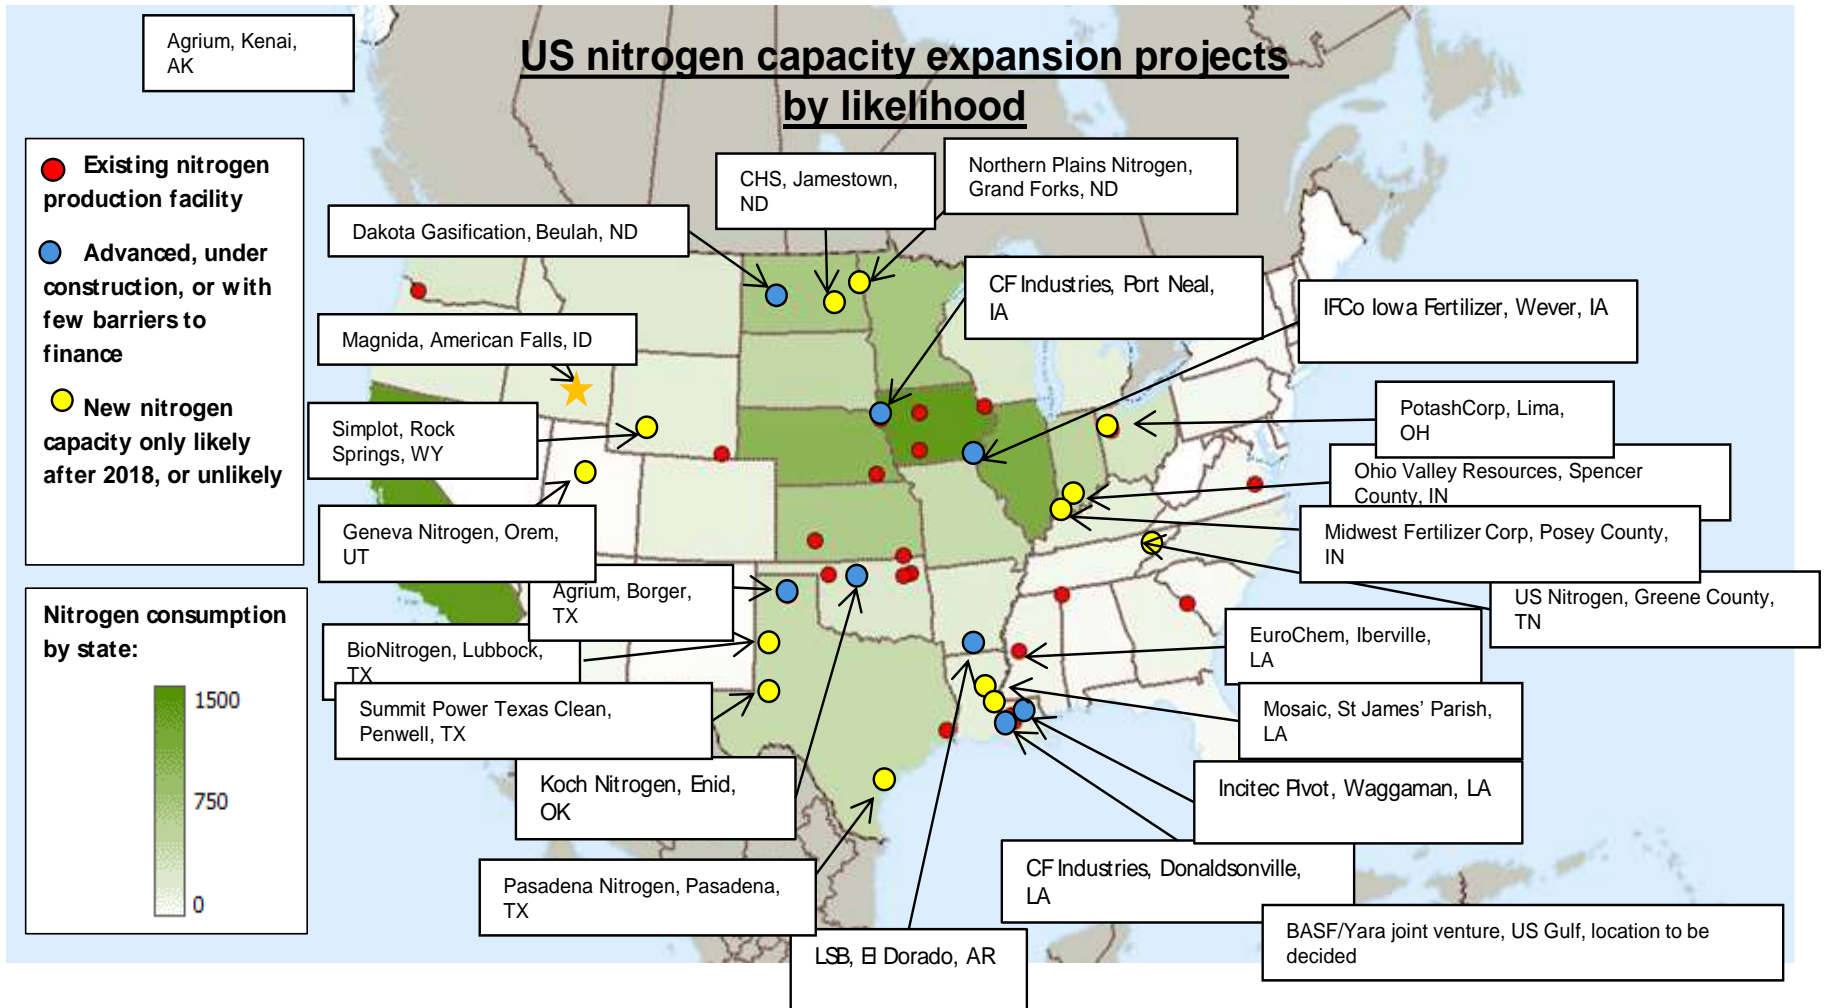 Agrium, Kenai,
AK
US nitrogen capacity expansion projects
by likelihood
Existing nitrogen
production facility
Advanced, under
construction, or with
few barriers to
finance
New nitrogen
capacity only likely
after 2018, or unlikely
Nitrogen consumption
by state:
1500
750
0
CHS, Jamestown,
ND
Northern Plains Nitrogen,
Grand Forks, ND
Dakota Gasification, Beulah, ND
CF Industries, Port Neal,
IA
IFCo Iowa Fertilizer, Wever, IA
Magnida, American Falls, ID
Simplot, Rock
Springs, WY
PotashCorp, Lima,
OH
Ohio Valley Resources, Spencer
County, IN
Geneva Nitrogen, Orem,
UT
Midwest Fertilizer Corp, Posey County,
IN
Agrium, Borger,
TX
US Nitrogen, Greene County,
TN
BioNitrogen, Lubbock,
TX
EuroChem, Iberville,
LA
Summit Power Texas Clean,
Penwell, TX
Mosaic, St James' Parish,
LA
Koch Nitrogen, Enid,
OK
Incitec Pivot, Waggaman, LA
Pasadena Nitrogen, Pasadena,
TX
CF Industries, Donaldsonville,
LA
LSB, El Dorado, AR
BASF/Yara joint venture, US Gulf, location to be
decided